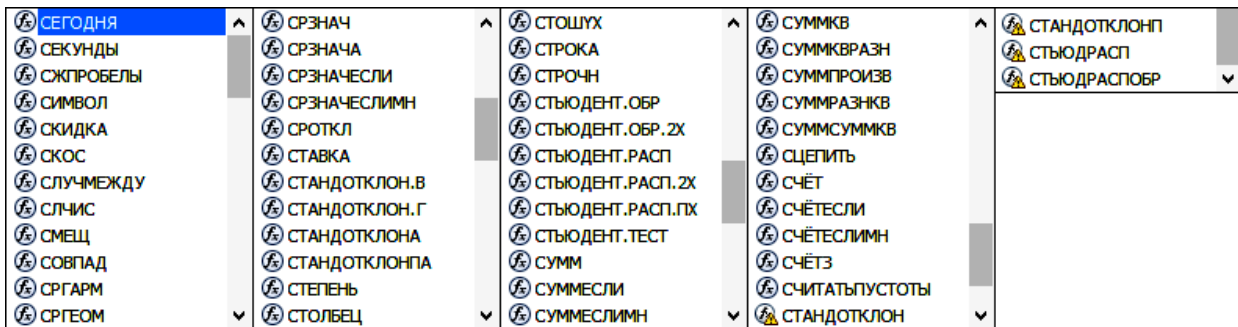 СЕГОДНЯ
СЕКУНДЫ
СЖПРОБЕЛЫ
СИМВОЛ
СКИДКА
СКОС
СЛУЧМЕЖДУ
СЛЧИС
СМЕЩ
СОВПАД
СРГАРМ
СРГЕОМ
СРЗНАЧ
СРЗНАЧА
СРЗНАЧЕСЛИ
СРЗНАЧЕСЛИМН
СРОТКЛ
СТАВКА
СТАНДОТКЛОН.В
СТАНДОТКЛОН.Г
СТАНДОТКЛОНА
СТАНДОТКЛОНПА
СТЕПЕНЬ
СТОЛБЕЦ
СТОШYX
СТРОКА
СТРОЧН
СТЬЮДЕНТ.ОБР
СТЬЮДЕНТ.ОБР.2Х
СТЬЮДЕНТ.РАСП
СТЬЮДЕНТ.РАСП.2Х
СТЬЮДЕНТ.РАСП.ПХ
СТЬЮДЕНТ.ТЕСТ
СУММ
СУММЕСЛИ
СУММЕСЛИМН
СУММКВ
СУММКВРАЗН
СУММПРОИЗВ
СУММРАЗНКВ
СУММСУММКВ
СЦЕПИТЬ
СЧЁТ
СЧЁТЕСЛИ
СЧЁТЕСЛИМН
СЧЁТЗ
СЧИТАТЬПУСТОТЫ
СТАНДОТКЛОН
СТАНДОТКЛОНП
СТЬЮДРАСП
СТЬЮДРАСПОБР